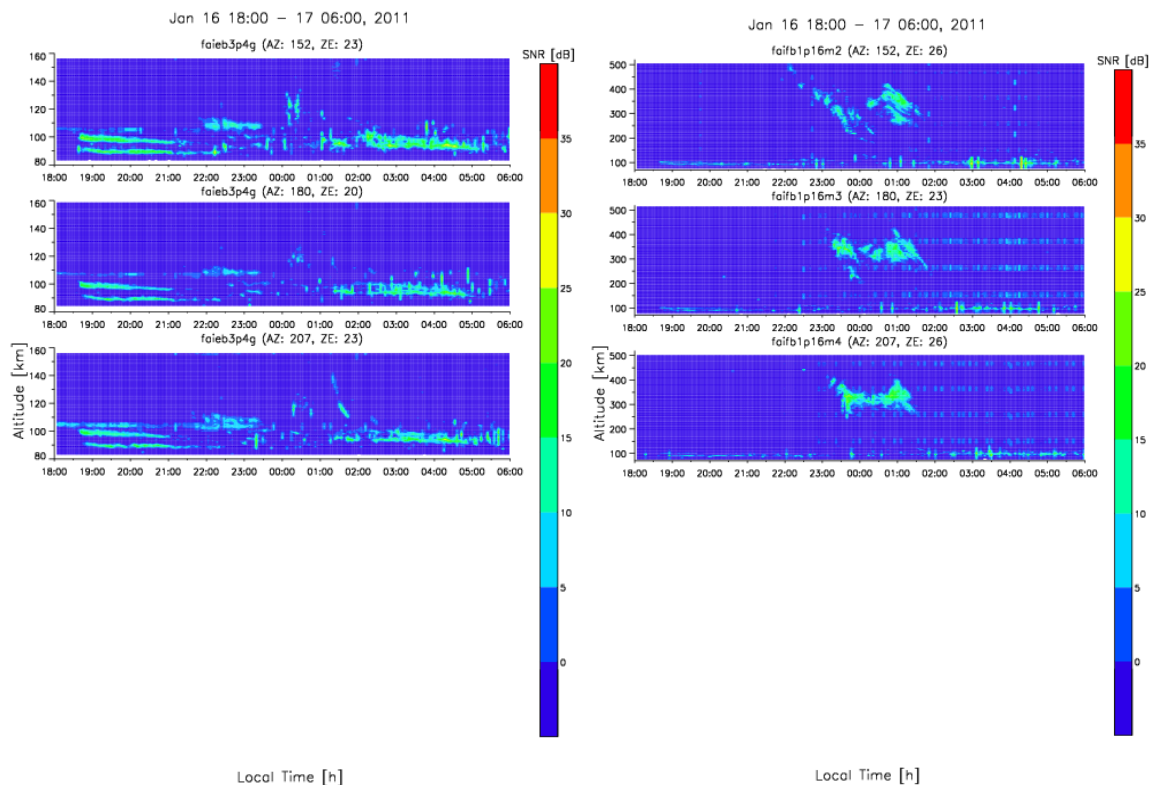 Jan 16 18:00 – 17 06:00, 2011
faieb3p4g (AZ: 152, ZE: 23)
SNR [dB]
160
140
120
100
80
18:00 19:00 20:00 21:00 22:00 23:00 00:00 01:00 02:00 03:00 04:00 05:00 06:00
faieb3p4g (AZ: 180, ZE: 20)
160
140
120
100
80
18:00 19:00 20:00 21:00 22:00 23:00 00:00 01:00 02:00 03:00 04:00 05:00 06:00
faieb3p4g (AZ: 207, ZE: 23)
160
140
120
100
80
Altitude [km]
18:00 19:00 20:00 21:00 22:00 23:00 00:00 01:00 02:00 03:00 04:00 05:00 06:00
35
30
25
20
15
10
5
0
Local Time [h]
Jan 16 18:00 – 17 06:00, 2011
faifb1p16m2 (AZ: 152, ZE: 26)
SNR [dB]
500
400
300
200
100
18:00 19:00 20:00 21:00 22:00 23:00 00:00 01:00 02:00 03:00 04:00 05:00 06:00
faifb1p16m3 (AZ: 180, ZE: 23)
500
400
300
200
100
18:00 19:00 20:00 21:00 22:00 23:00 00:00 01:00 02:00 03:00 04:00 05:00 06:00
faifb1p16m4 (AZ: 207, ZE: 26)
500
400
300
200
100
Altitude [km]
18:00 19:00 20:00 21:00 22:00 23:00 00:00 01:00 02:00 03:00 04:00 05:00 06:00
35
30
25
20
15
10
5
0
Local Time [h]